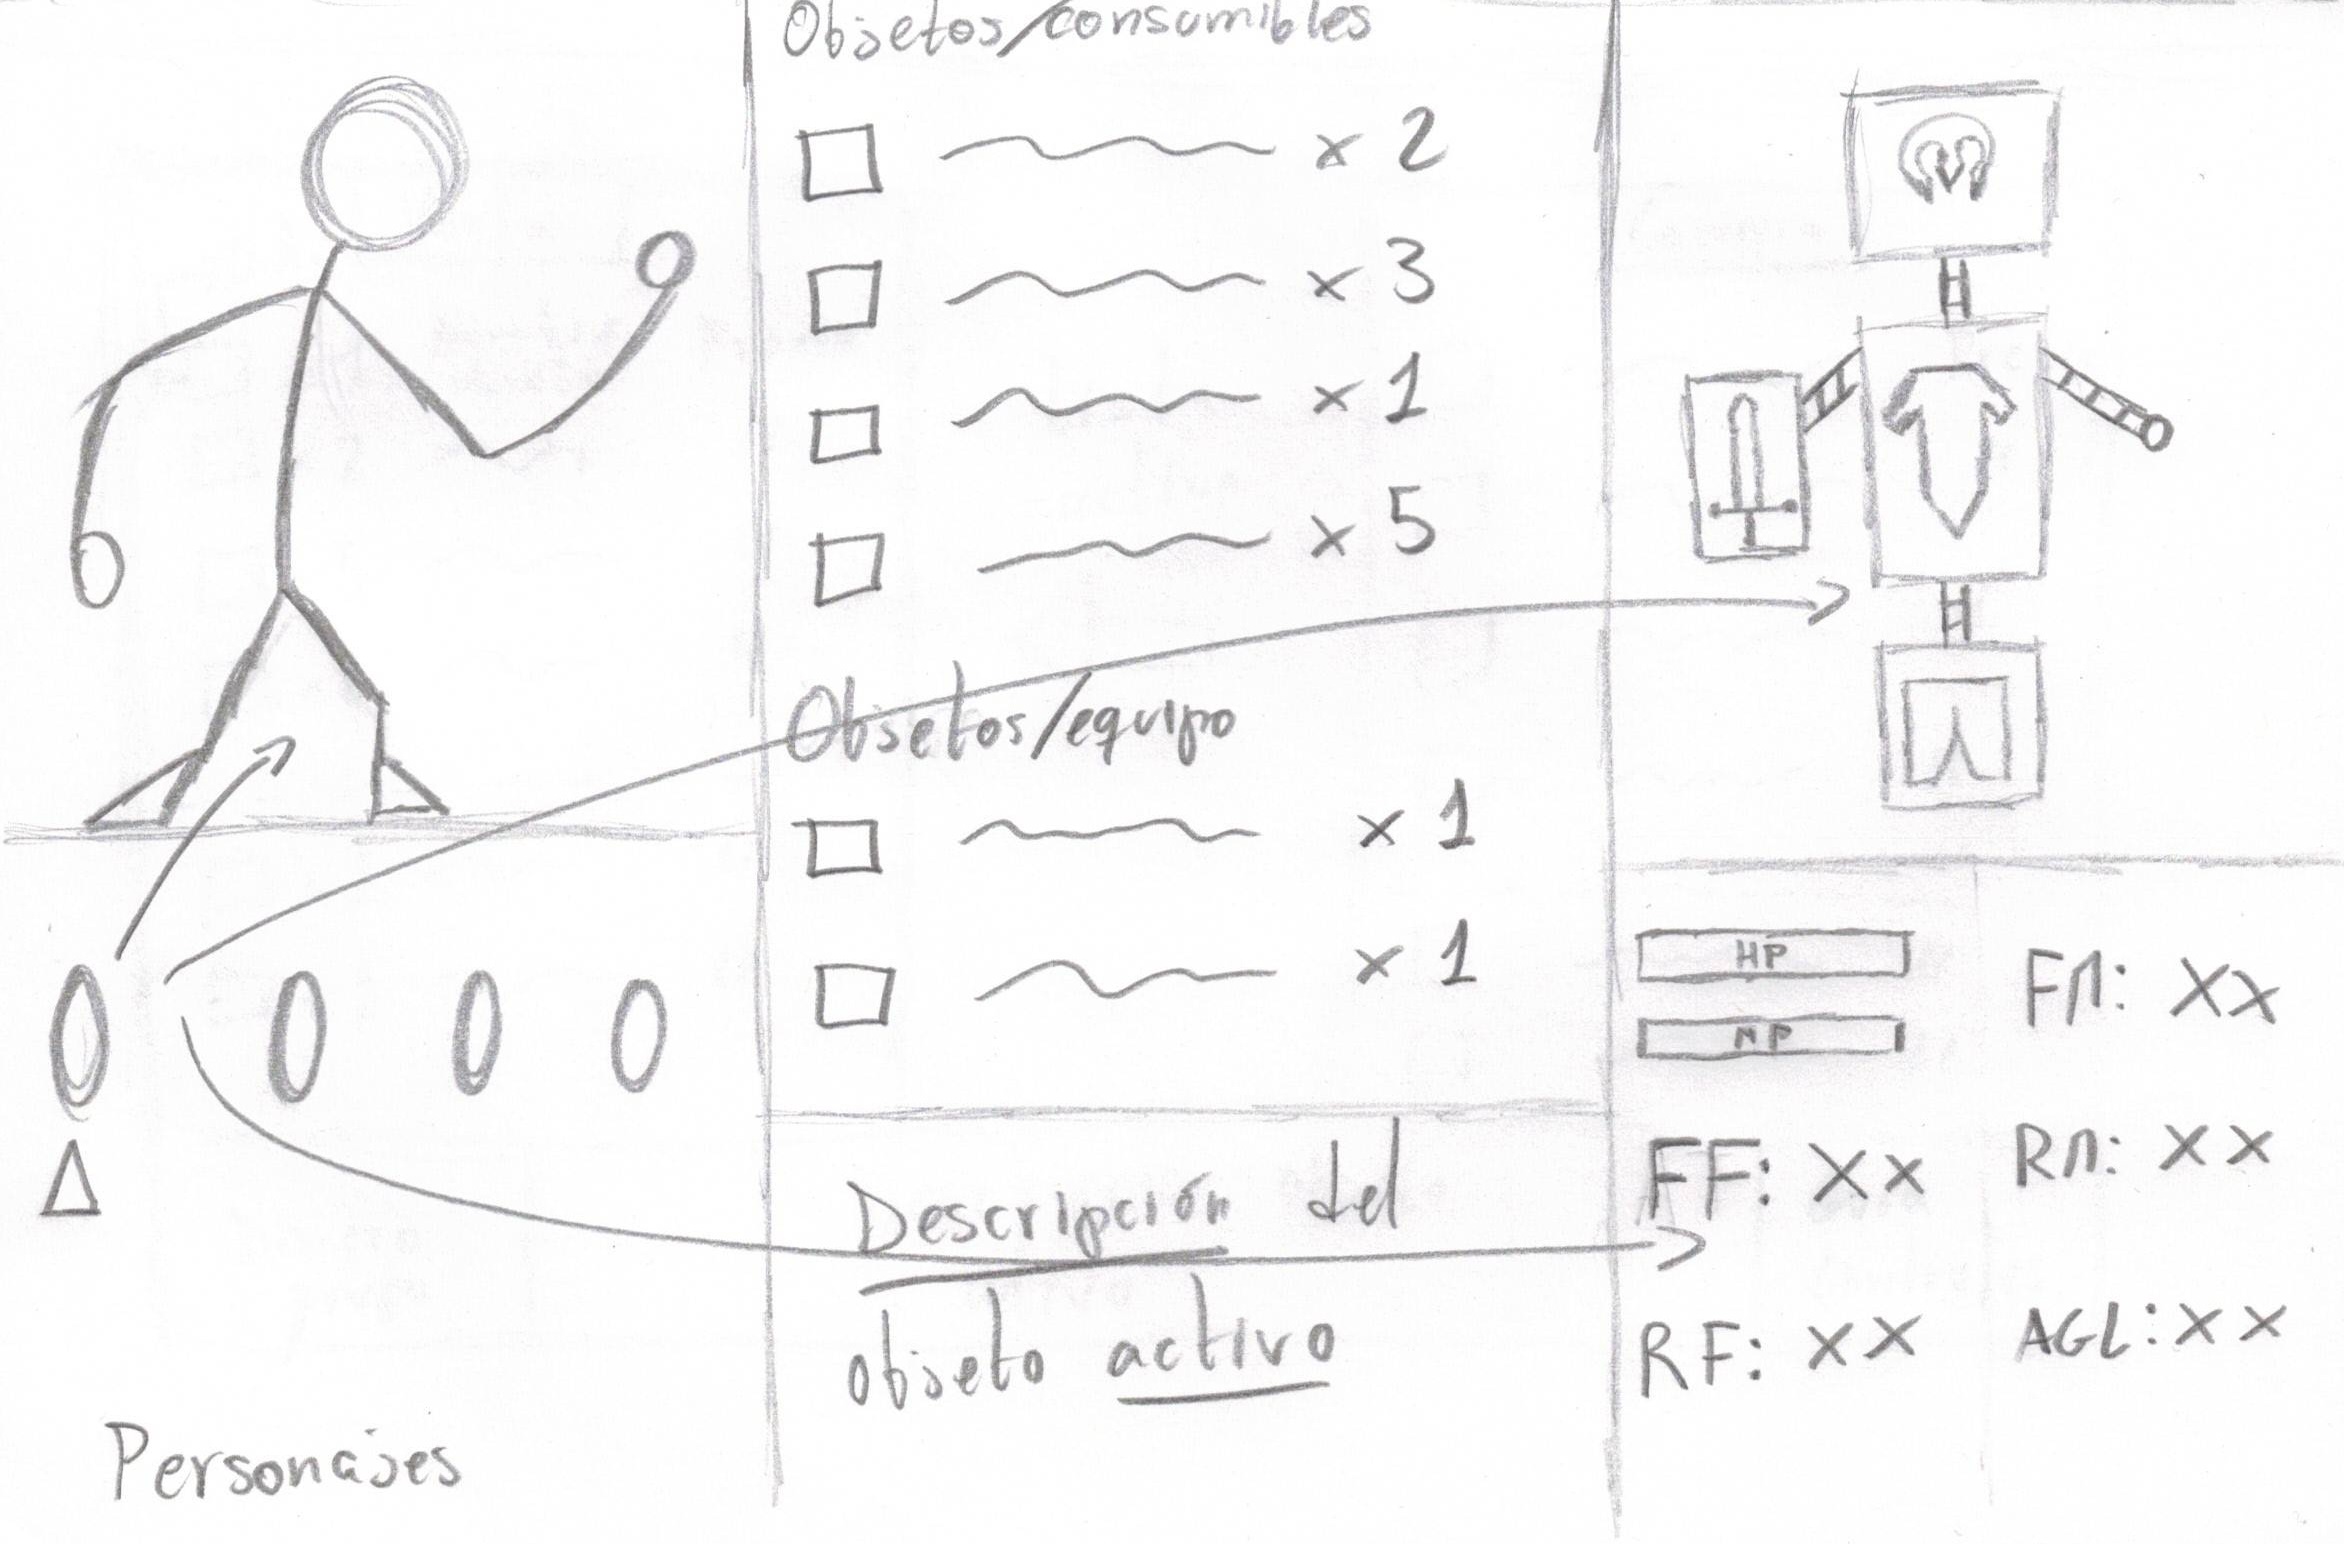 Objetos/consumibles
x 2
x 3
x 1
x 5
Objetos/equipo
x 1
x 1
Descripción del
objeto activo
Personajes
HP
MP
FM: XX
FF: XX
RM: XX
RF: XX
AGL: XX